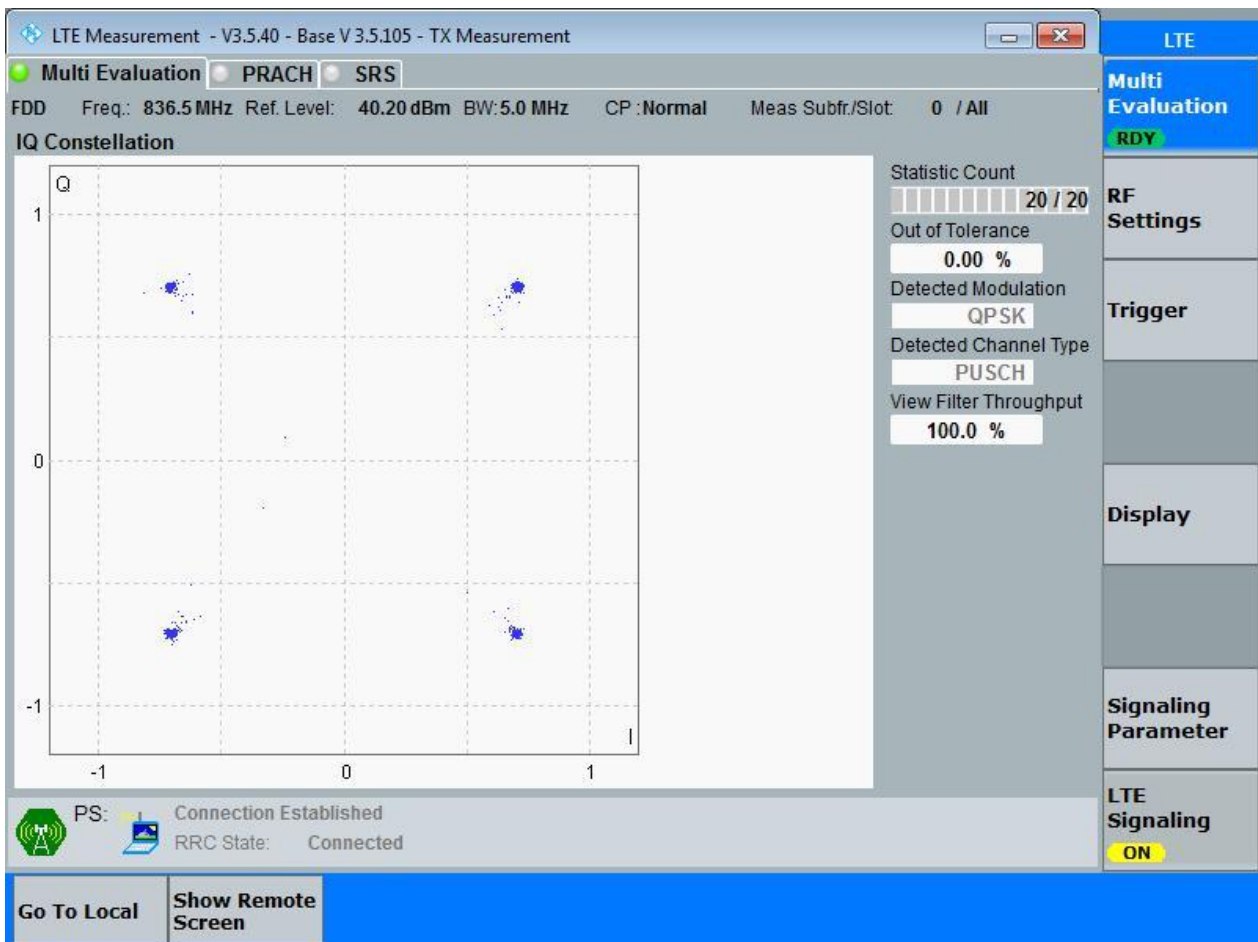 LTE Measurement - V3.5.40 - Base V 3.5.105 - TX Measurement
LTE
Multi Evaluation PRACH SRS
FDD Freq.: 836.5 MHz Ref. Level: 40.20 dBm BW: 5.0 MHz CP : Normal Meas Subfr./Slot: 0 / All
IQ Constellation
Q
1
0
-1
I
-1 0 1
Statistic Count
20 / 20
Out of Tolerance
0.00 %
Detected Modulation
QPSK
Detected Channel Type
PUSCH
View Filter Throughput
100.0 %
Multi
Evaluation
RDY
RF
Settings
Trigger
Display
Signaling
Parameter
LTE
Signaling
ON
PS: Connection Established
RRC State: Connected
Go To Local
Show Remote
Screen